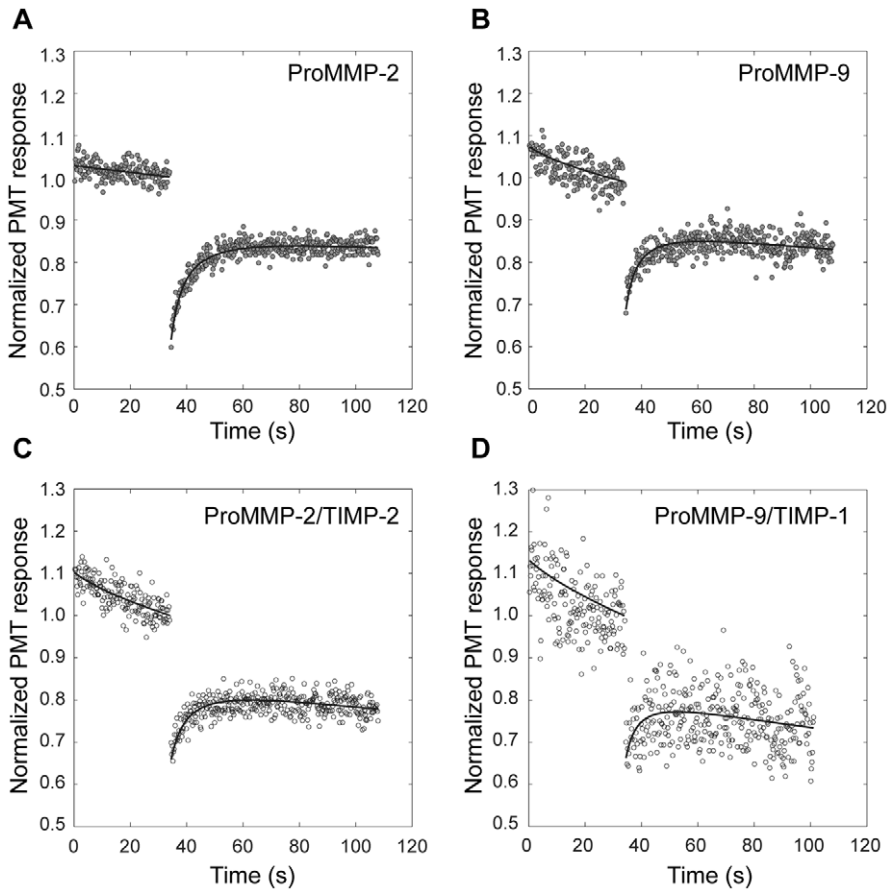 A
B
1.3
1.2
1.1
1.0
0.9
0.8
0.7
0.6
0.5
Normalized PMT response
ProMMP-2
0 20 40 60 80 100 120
Time (s)
1.3
1.2
1.1
1.0
0.9
0.8
0.7
0.6
0.5
Normalized PMT response
ProMMP-9
0 20 40 60 80 100 120
Time (s)
C
D
1.3
1.2
1.1
1.0
0.9
0.8
0.7
0.6
0.5
Normalized PMT response
ProMMP-2/TIMP-2
0 20 40 60 80 100 120
Time (s)
1.3
1.2
1.1
1.0
0.9
0.8
0.7
0.6
0.5
Normalized PMT response
ProMMP-9/TIMP-1
0 20 40 60 80 100 120
Time (s)